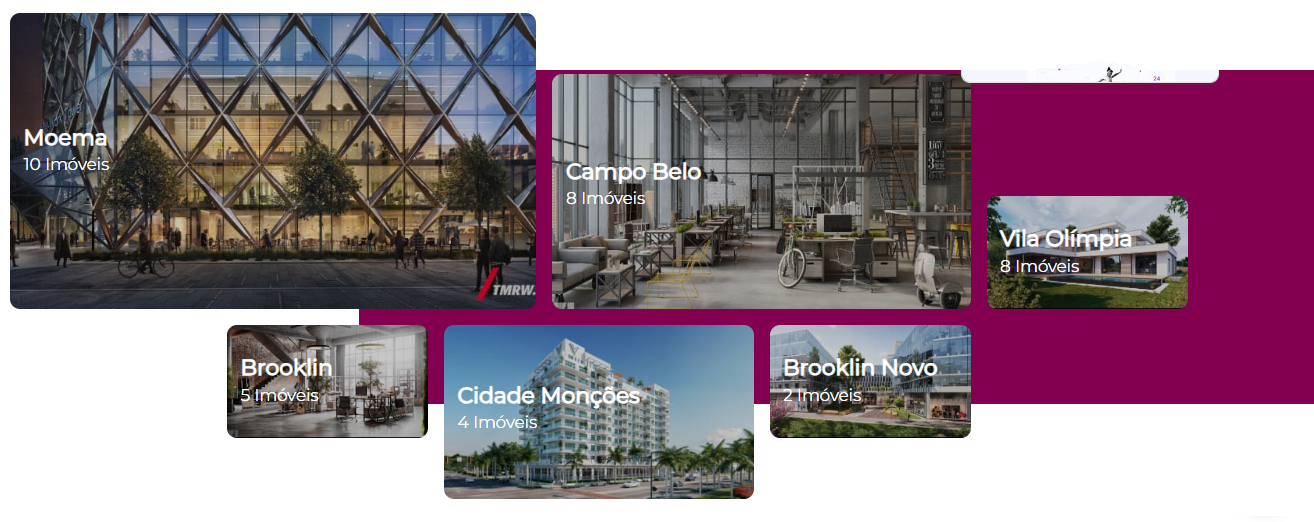 Moema
10 Imóveis
TMRW.
Campo Belo
8 Imóveis
24
Vila Olímpia
8 Imóveis
Brooklin
5 Imóveis
Cidade Monções
4 Imóveis
Brooklin Novo
2 Imóveis